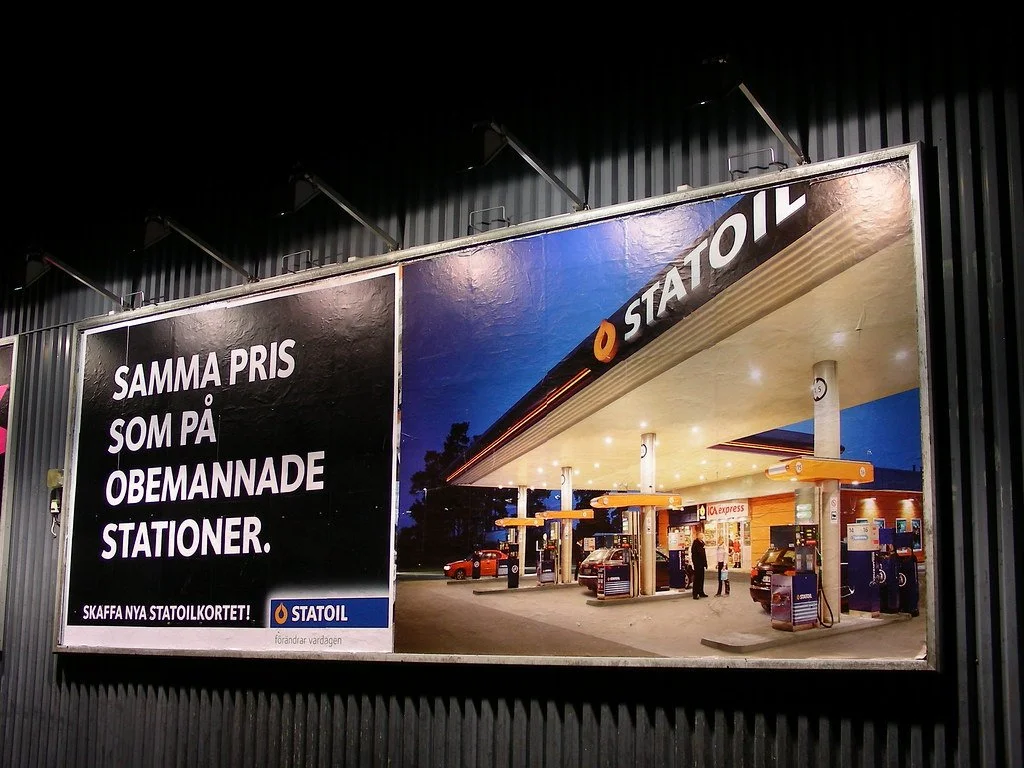 SAMMA PRIS
SOM PÅ
OBEMANNADE
STATIONER.
SKAFFA NYA STATOILKORTET!
STATOIL
förändrar vardagen
STATOIL
ICA express